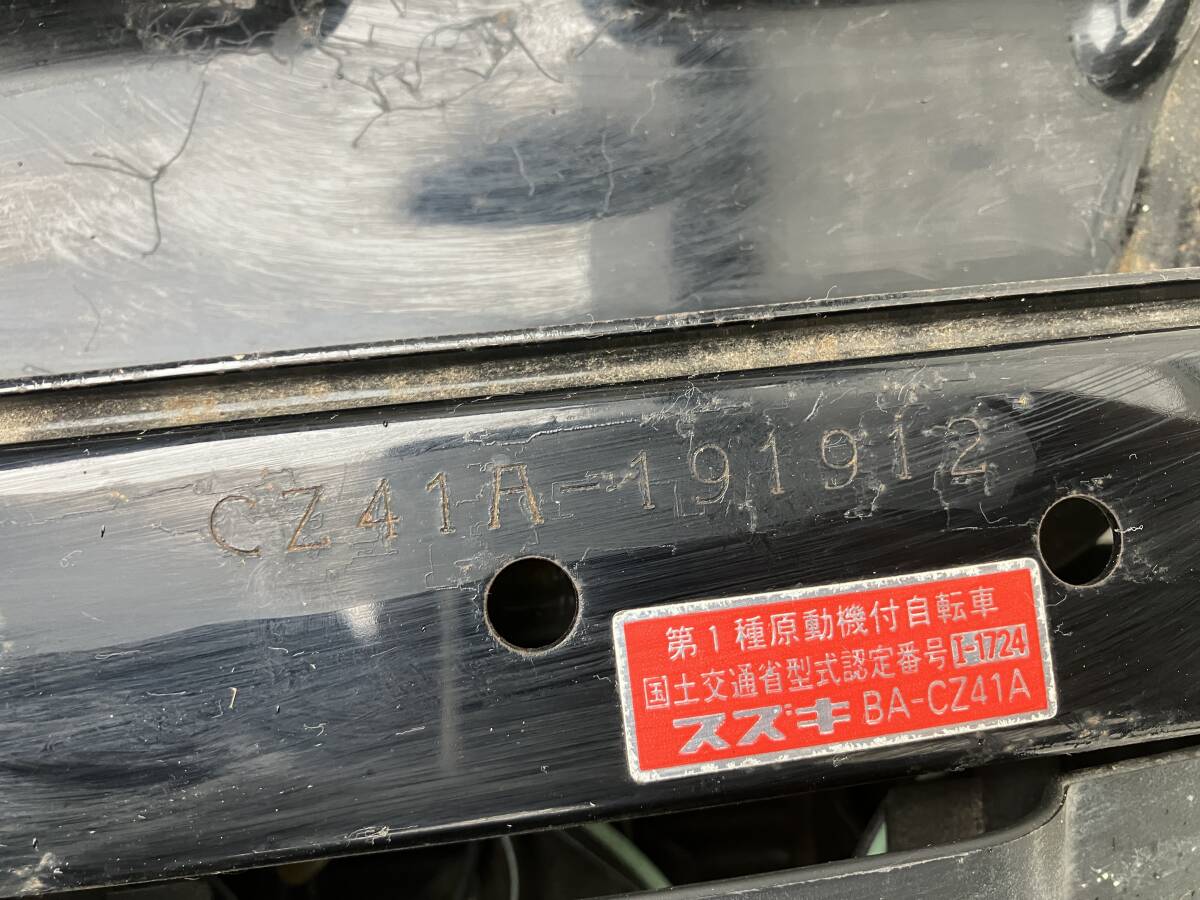 CZ41A-191912
第1種原動機付自転車
国土交通省型式認定番号 I-1724
スズキ BA-CZ41A